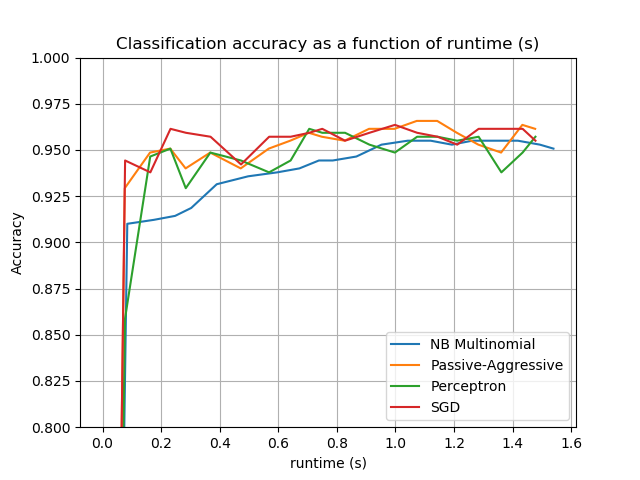 Classification accuracy as a function of runtime (s)
1.000
0.975
0.950
0.925
0.900
0.875
0.850
0.825
0.800
Accuracy
NB Multinomial
Passive-Aggressive
Perceptron
SGD
0.0 0.2 0.4 0.6 0.8 1.0 1.2 1.4 1.6
runtime (s)